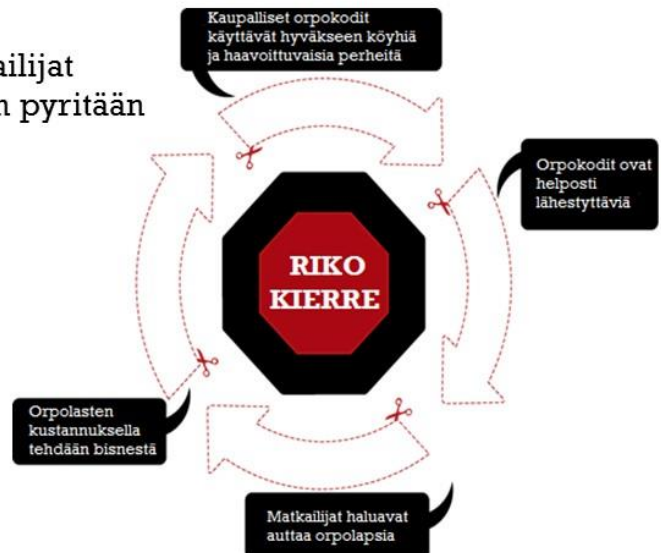 Kaupalliset orpokodit
käyttävät hyväkseen köyhiä
ja haavoittuvaisia perheitä
Orpokodit ovat
helposti
lähestyttäviä
RIKO
KIERRE
Orpolasten
kustannuksella
tehdään bisnestä
Matkailijat haluavat
auttaa orpolapsia
pyritään